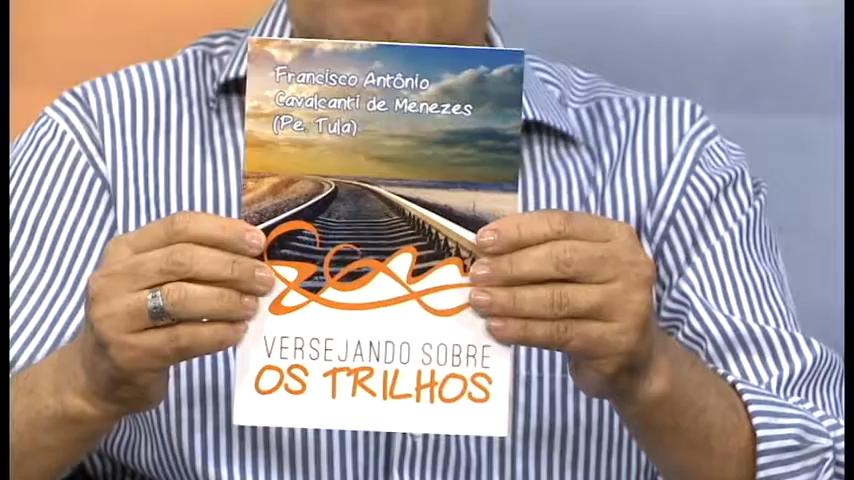 Francisco Antônio
Cavalcanti de Menezes
(Pe. Tula)
VERSEJANDO SOBRE
OS TRILHOS